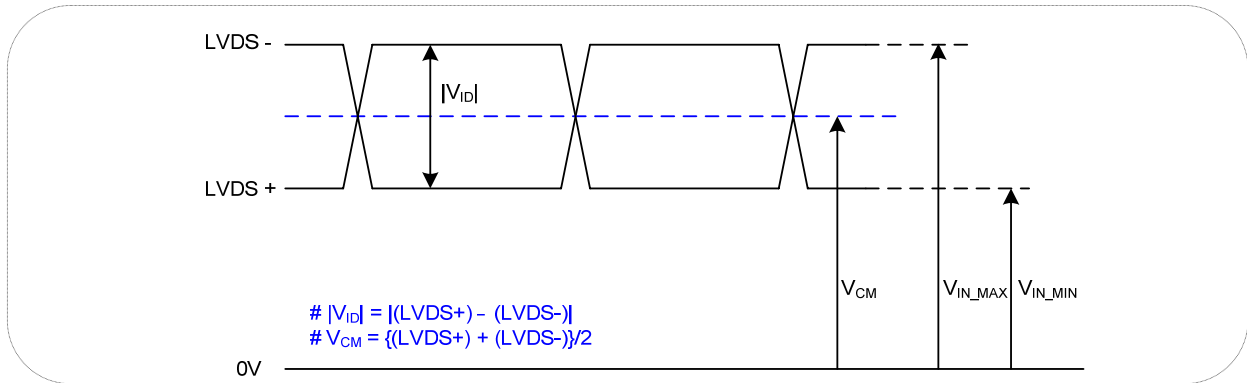 LVDS -
|VID|
LVDS +
VCM
VIN_MAX
VIN_MIN
# |VID| = |(LVDS+) – (LVDS-)|
# VCM = {(LVDS+) + (LVDS-)}/2
0V